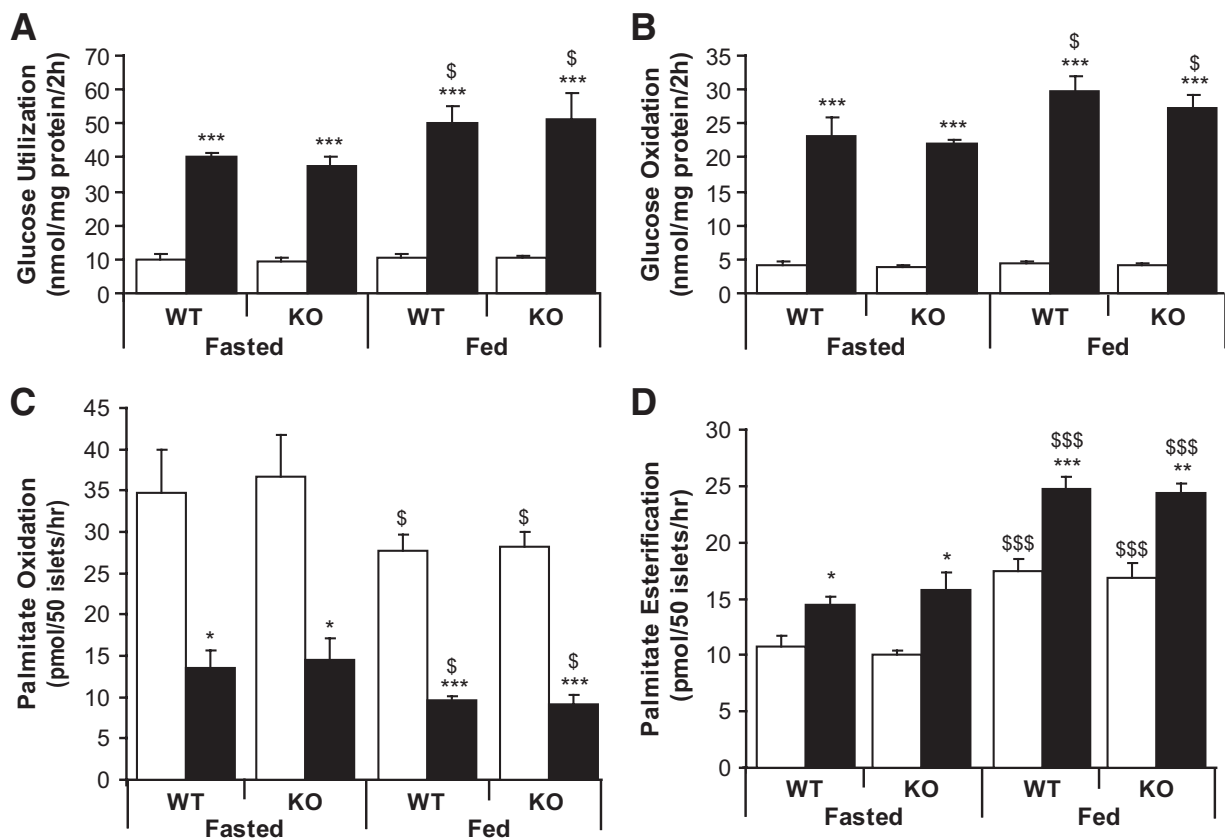 A
Glucose Utilization
(nmol/mg protein/2h)
70
60
50
40
30
20
10
0
***
***
$
***
$
***
WT
KO
WT
KO
Fasted
Fed
B
Glucose Oxidation
(nmol/mg protein/2h)
35
30
25
20
15
10
5
0
***
***
$
***
$
***
WT
KO
WT
KO
Fasted
Fed
C
Palmitate Oxidation
(pmol/50 islets/hr)
45
40
35
30
25
20
15
10
5
0
*
*
$
$
***
$
$
***
WT
KO
WT
KO
Fasted
Fed
D
Palmitate Esterification
(pmol/50 islets/hr)
30
25
20
15
10
5
0
*
*
$$$
$$$
***
$$$
$$$
**
WT
KO
WT
KO
Fasted
Fed